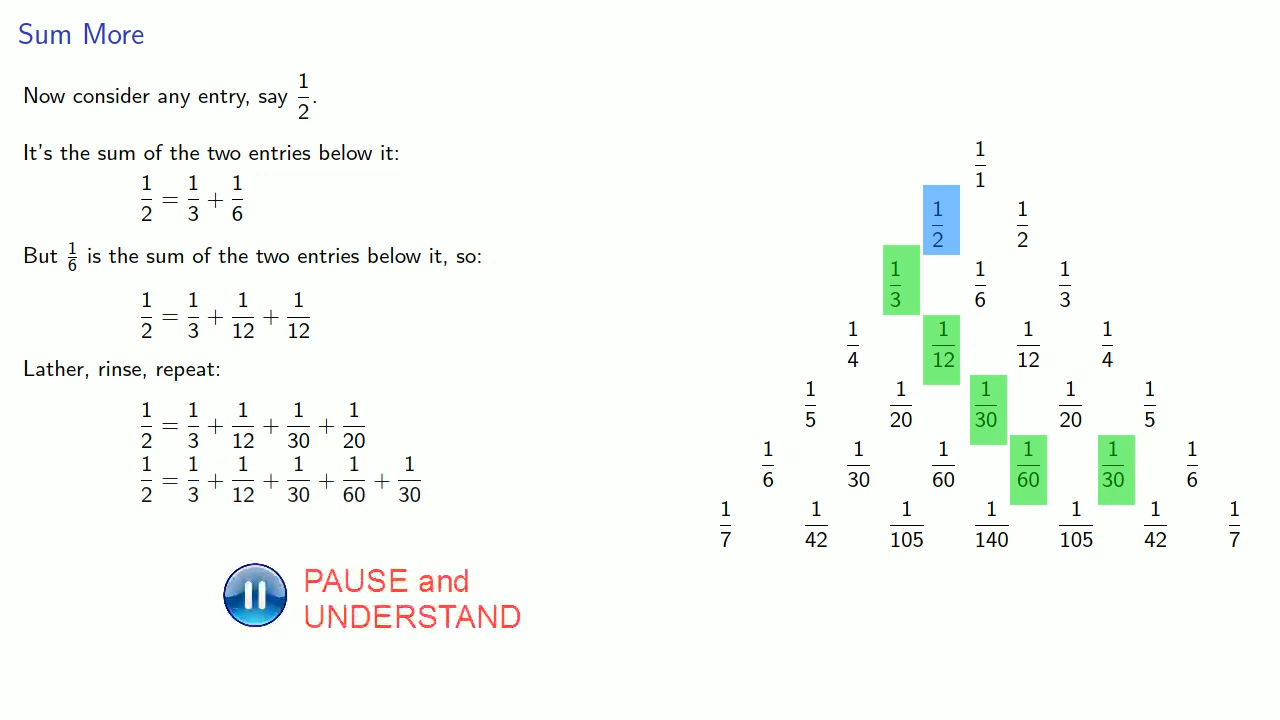 Sum More
Now consider any entry, say 1/2.
It's the sum of the two entries below it:
1/2 = 1/3 + 1/6
But 1/6 is the sum of the two entries below it, so:
1/2 = 1/3 + 1/12 + 1/12
Lather, rinse, repeat:
1/2 = 1/3 + 1/12 + 1/30 + 1/20
1/2 = 1/3 + 1/12 + 1/30 + 1/60 + 1/30
PAUSE and
UNDERSTAND
1/1
1/2 1/2
1/3 1/6 1/3
1/4 1/12 1/12 1/4
1/5 1/20 1/30 1/20 1/5
1/6 1/30 1/60 1/60 1/30 1/6
1/7 1/42 1/105 1/140 1/105 1/42 1/7